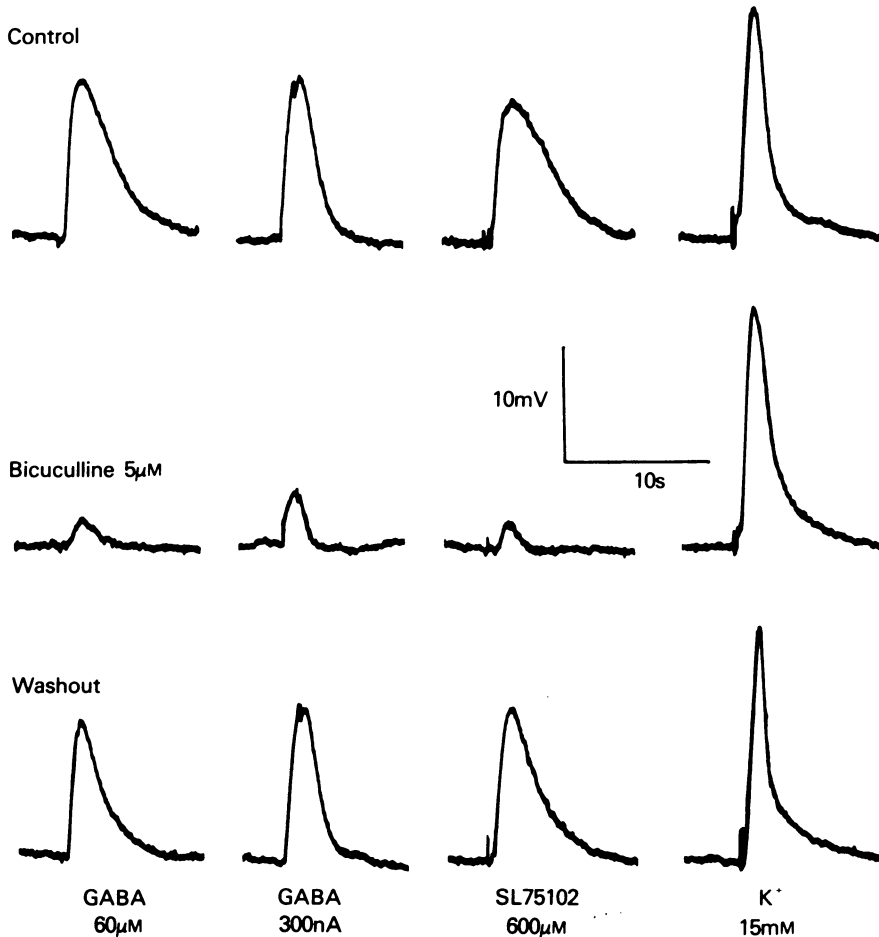 Control
10mV
10s
Bicuculline 5μM
Washout
GABA GABA SL75102 K⁺
60μM 300nA 600μM 15mM